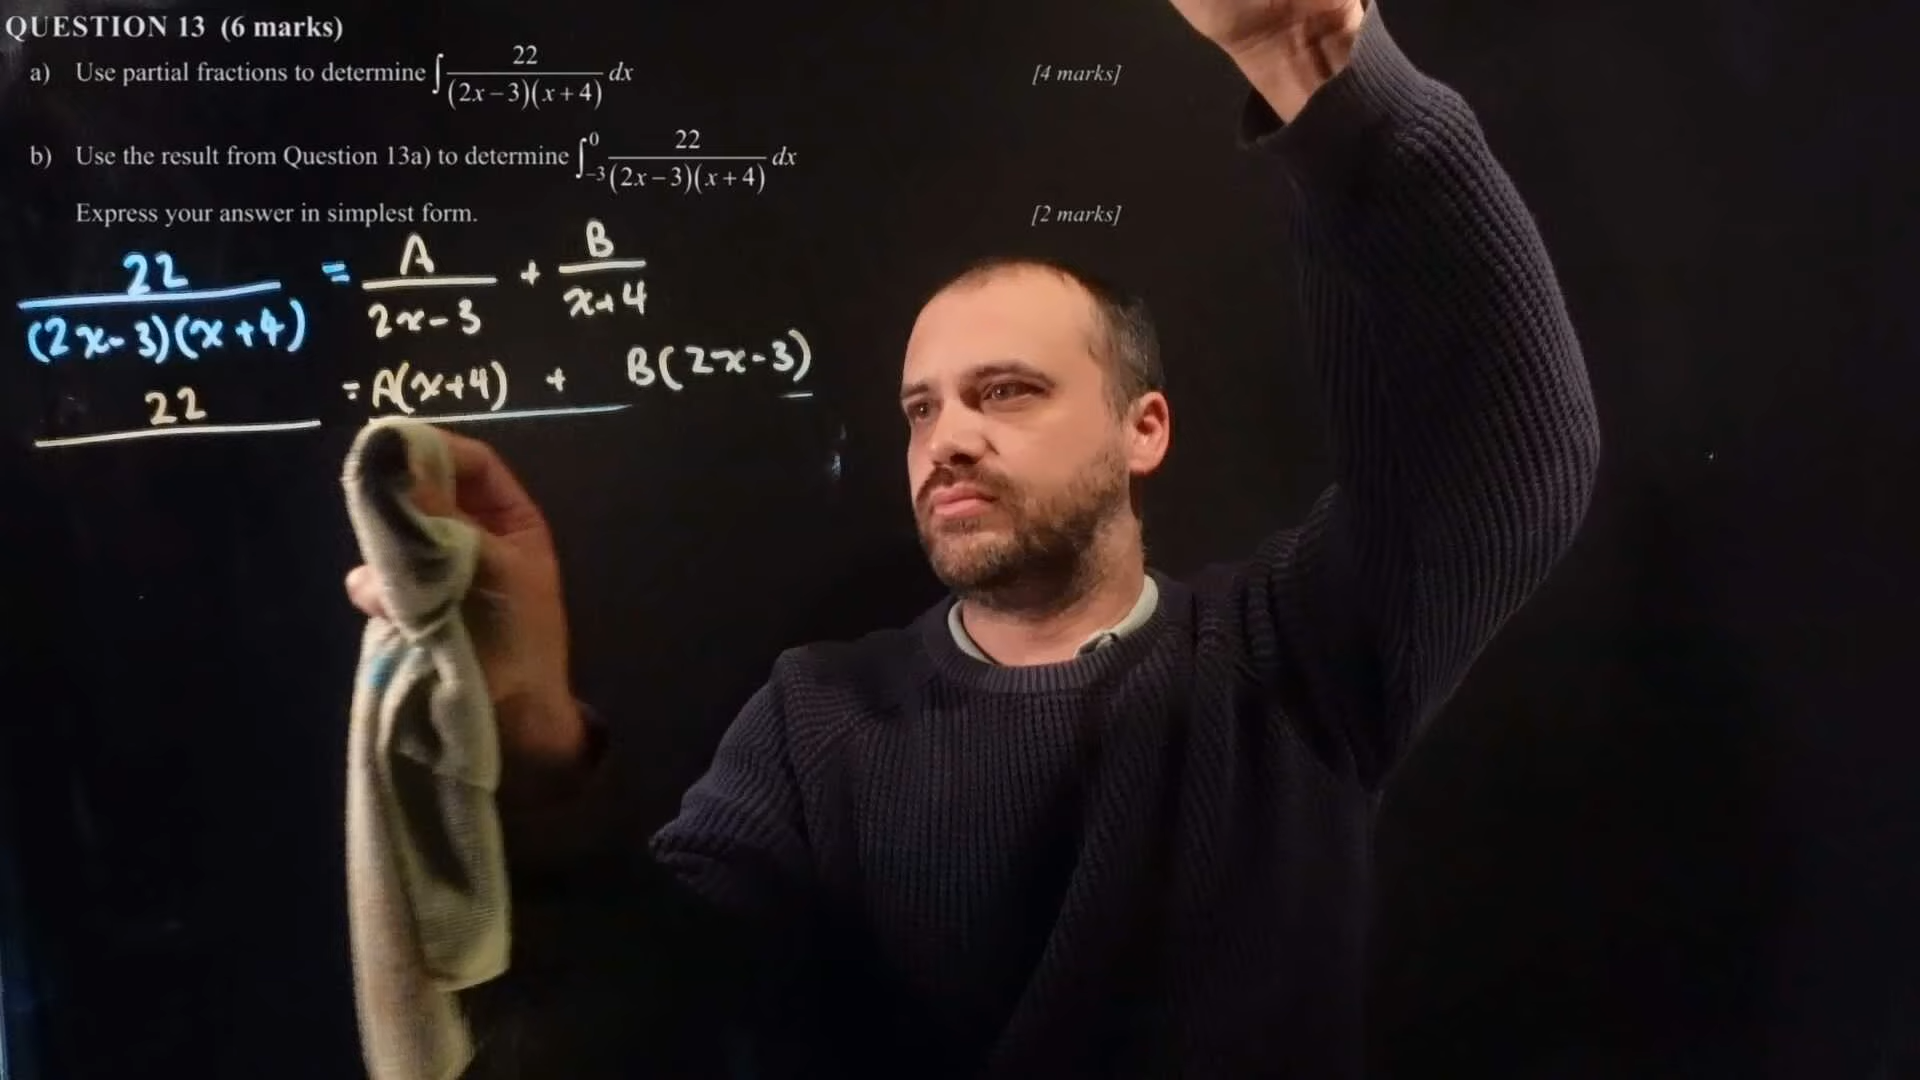 QUESTION 13 (6 marks)
a) Use partial fractions to determine ∫ 22/((2x−3)(x+4)) dx [4 marks]
b) Use the result from Question 13a) to determine ∫₋₃⁰ 22/((2x−3)(x+4)) dx
Express your answer in simplest form. [2 marks]
22/((2x-3)(x+4)) = A/(2x-3) + B/(x+4)
22 = A(x+4) + B(2x-3)